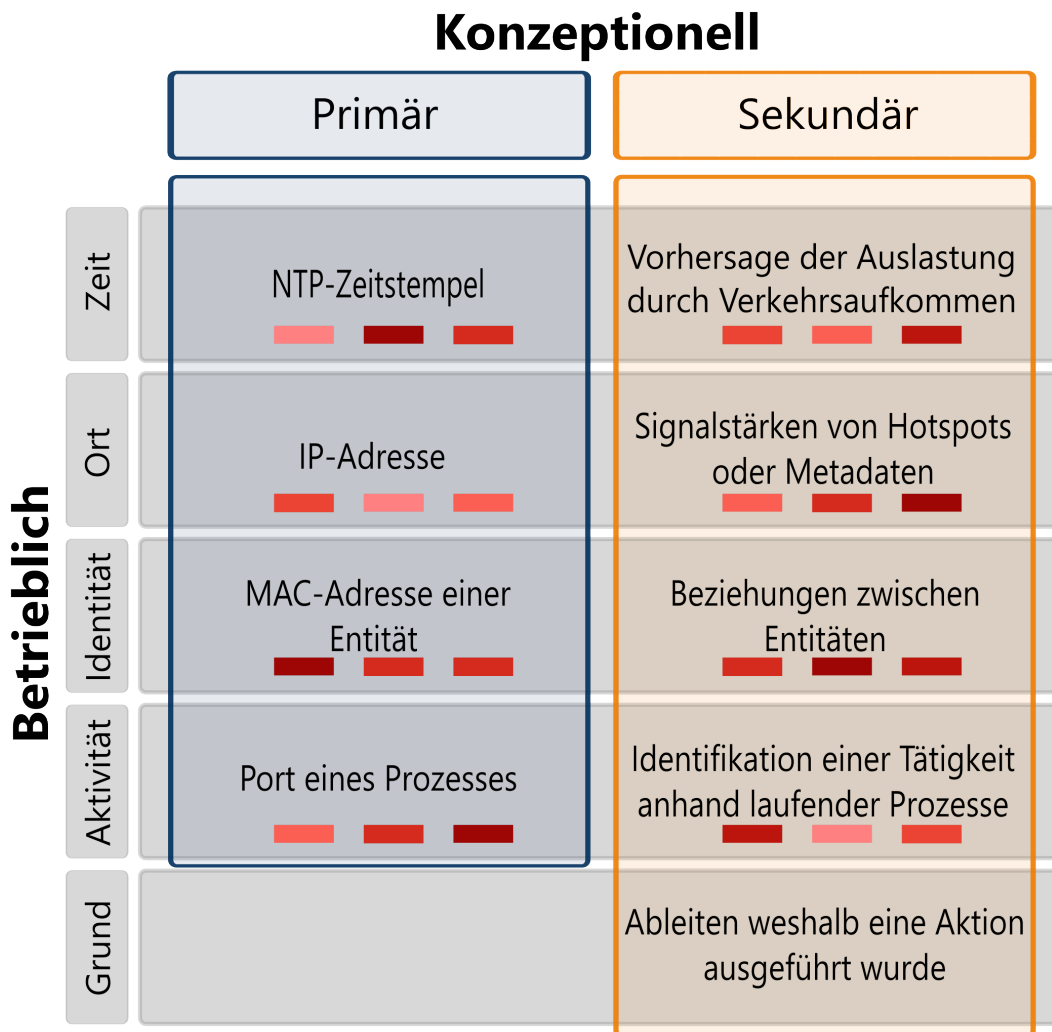 Konzeptionell
Primär
Sekundär
Betrieblich
Zeit
NTP-Zeitstempel
Vorhersage der Auslastung
durch Verkehrsaufkommen
Ort
IP-Adresse
Signalstärken von Hotspots
oder Metadaten
Identität
MAC-Adresse einer
Entität
Beziehungen zwischen
Entitäten
Aktivität
Port eines Prozesses
Identifikation einer Tätigkeit
anhand laufender Prozesse
Grund
Ableiten weshalb eine Aktion
ausgeführt wurde